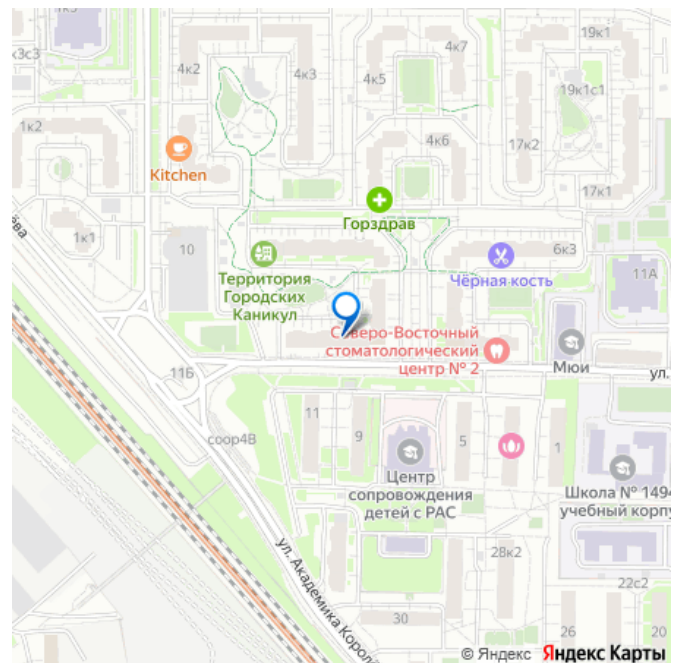 4к7
19к1
4к2
4к3
4к5
19к1с1
1к2
4к6
17к2
Kitchen
17к1
Горздрав
1к1
10
6к3
Территория
Городских
Каникул
Чёрная кость
11А
Северо-Восточный
стоматологический
центр № 2
Мюи
ул.
11Б
11
9
5
1
соор4В
Центр
сопровождения
детей с РАС
Школа № 1494
учебный корпу
28к2
ул. Академика Корол
22с2
30
26
20
© Яндекс Яндекс Карты